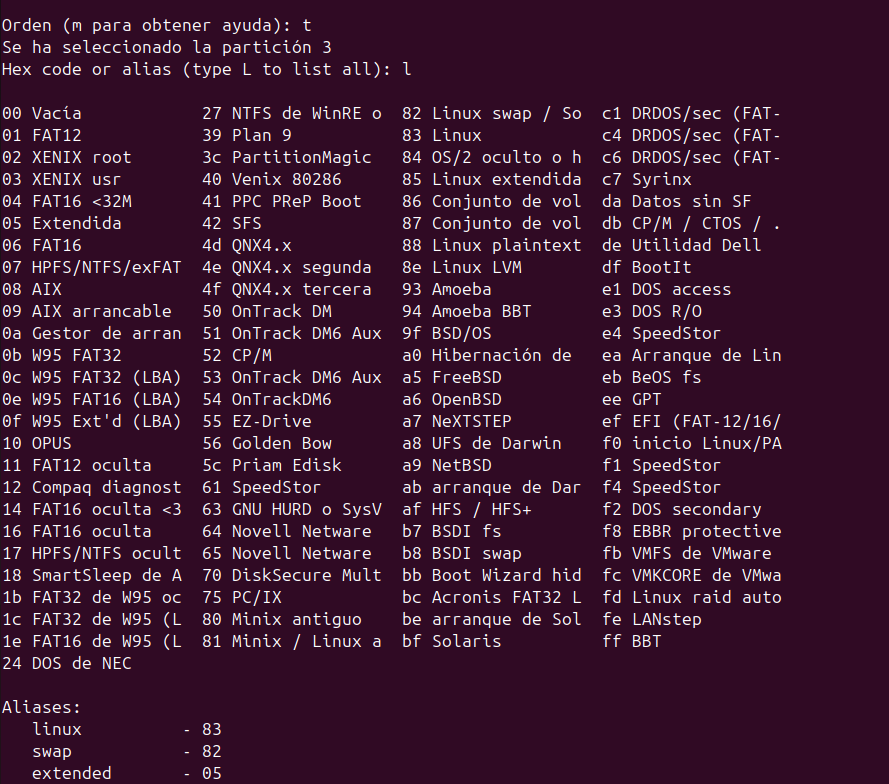 Orden (m para obtener ayuda): t
Se ha seleccionado la partición 3
Hex code or alias (type L to list all): l
00 Vacía 27 NTFS de WinRE o 82 Linux swap / So c1 DRDOS/sec (FAT-
01 FAT12 39 Plan 9 83 Linux c4 DRDOS/sec (FAT-
02 XENIX root 3c PartitionMagic 84 OS/2 oculto o h c6 DRDOS/sec (FAT-
03 XENIX usr 40 Venix 80286 85 Linux extendida c7 Syrinx
04 FAT16 <32M 41 PPC PReP Boot 86 Conjunto de vol da Datos sin SF
05 Extendida 42 SFS 87 Conjunto de vol db CP/M / CTOS / .
06 FAT16 4d QNX4.x 88 Linux plaintext de Utilidad Dell
07 HPFS/NTFS/exFAT 4e QNX4.x segunda 8e Linux LVM df BootIt
08 AIX 4f QNX4.x tercera 93 Amoeba e1 DOS access
09 AIX arrancable 50 OnTrack DM 94 Amoeba BBT e3 DOS R/O
0a Gestor de arran 51 OnTrack DM6 Aux 9f BSD/OS e4 SpeedStor
0b W95 FAT32 52 CP/M a0 Hibernación de ea Arranque de Lin
0c W95 FAT32 (LBA) 53 OnTrack DM6 Aux a5 FreeBSD eb BeOS fs
0e W95 FAT16 (LBA) 54 OnTrackDM6 a6 OpenBSD ee GPT
0f W95 Ext'd (LBA) 55 EZ-Drive a7 NeXTSTEP ef EFI (FAT-12/16/
10 OPUS 56 Golden Bow a8 UFS de Darwin f0 inicio Linux/PA
11 FAT12 oculta 5c Priam Edisk a9 NetBSD f1 SpeedStor
12 Compaq diagnost 61 SpeedStor ab arranque de Dar f4 SpeedStor
14 FAT16 oculta <3 63 GNU HURD o SysV af HFS / HFS+ f2 DOS secondary
16 FAT16 oculta 64 Novell Netware b7 BSDI fs f8 EBBR protective
17 HPFS/NTFS ocult 65 Novell Netware b8 BSDI swap fb VMFS de VMware
18 SmartSleep de A 70 DiskSecure Mult bb Boot Wizard hid fc VMKCORE de VMwa
1b FAT32 de W95 oc 75 PC/IX bc Acronis FAT32 L fd Linux raid auto
1c FAT32 de W95 (L 80 Minix antiguo be arranque de Sol fe LANstep
1e FAT16 de W95 (L 81 Minix / Linux a bf Solaris ff BBT
24 DOS de NEC
Aliases:
linux - 83
swap - 82
extended - 05